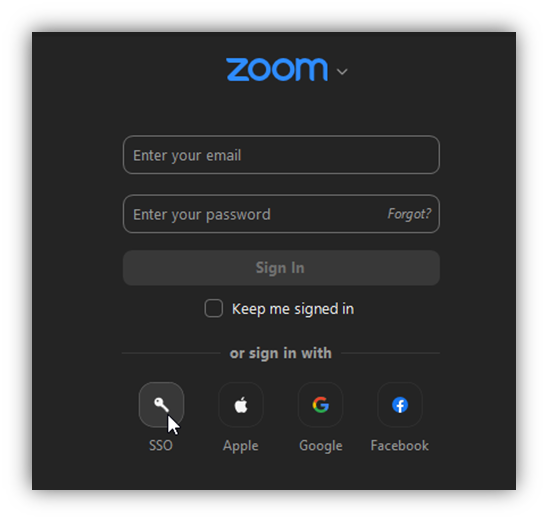 zoom
Enter your email
Enter your password Forgot?
Sign In
Keep me signed in
or sign in with
SSO Apple Google Facebook